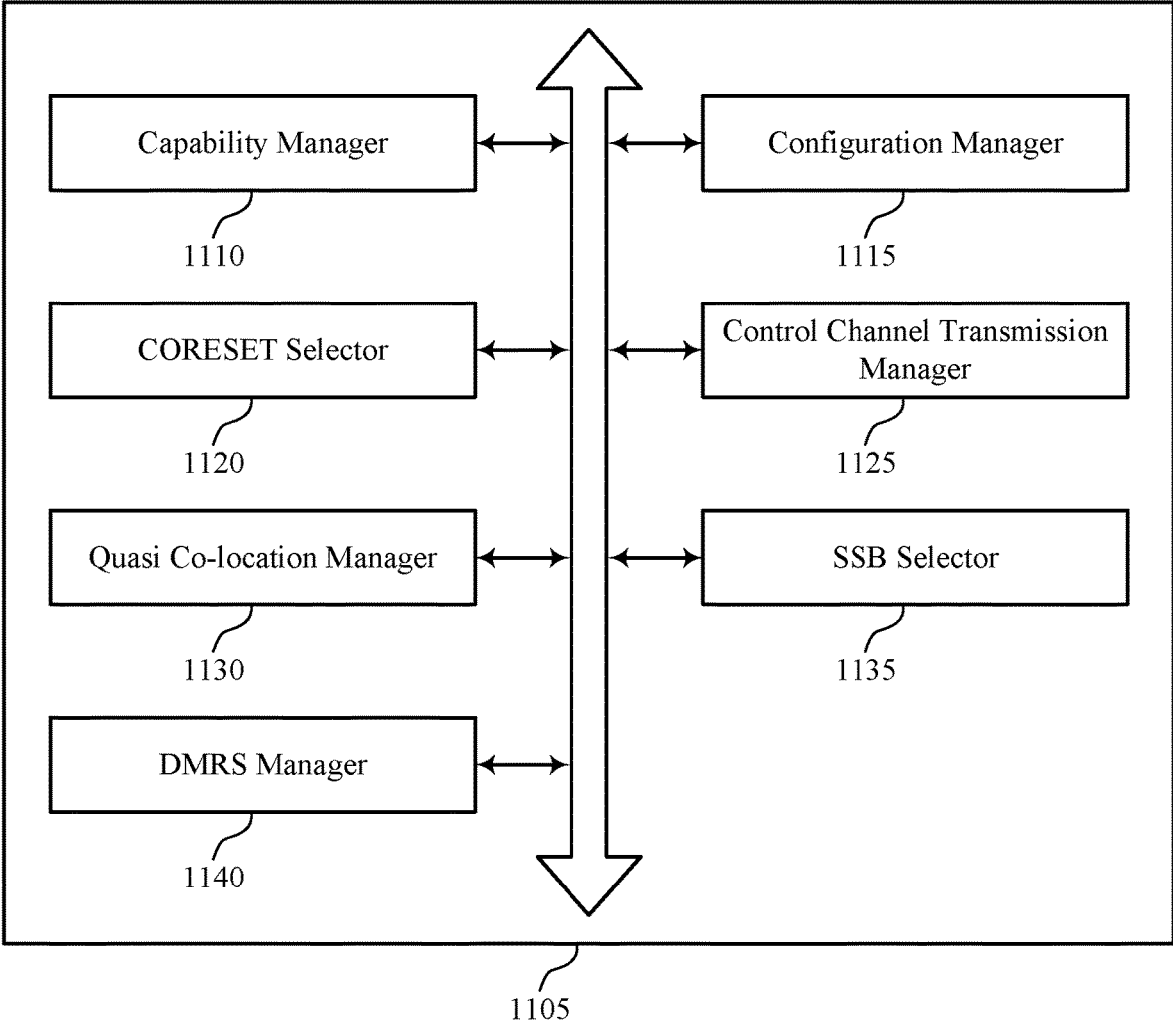 Capability Manager
1110
Configuration Manager
1115
CORESET Selector
1120
Control Channel Transmission
Manager
1125
Quasi Co-location Manager
1130
SSB Selector
1135
DMRS Manager
1140
1105